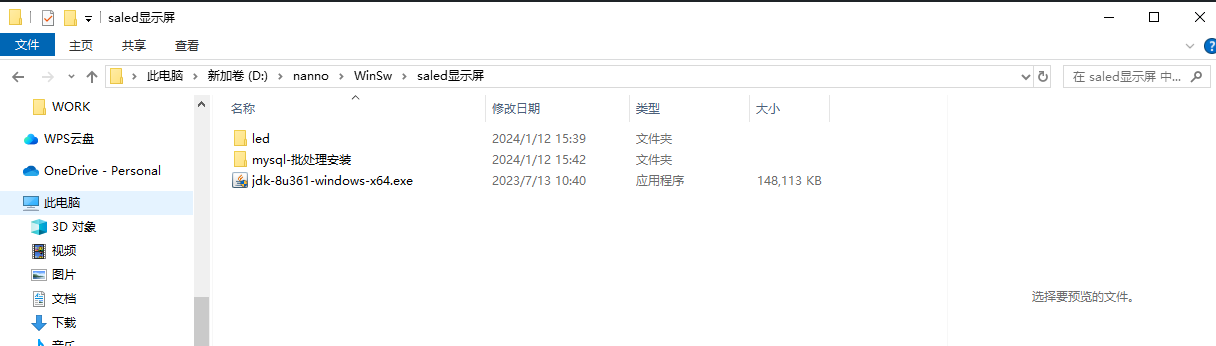 saled显示屏
文件 主页 共享 查看
此电脑 新加卷 (D:) nanno WinSw saled显示屏 在 saled显示屏 中...
WORK
WPS云盘
OneDrive - Personal
此电脑
3D 对象
视频
图片
文档
下载
音乐
名称 修改日期 类型 大小
led 2024/1/12 15:39 文件夹
mysql-批处理安装 2024/1/12 15:42 文件夹
jdk-8u361-windows-x64.exe 2023/7/13 10:40 应用程序 148,113 KB
选择要预览的文件。